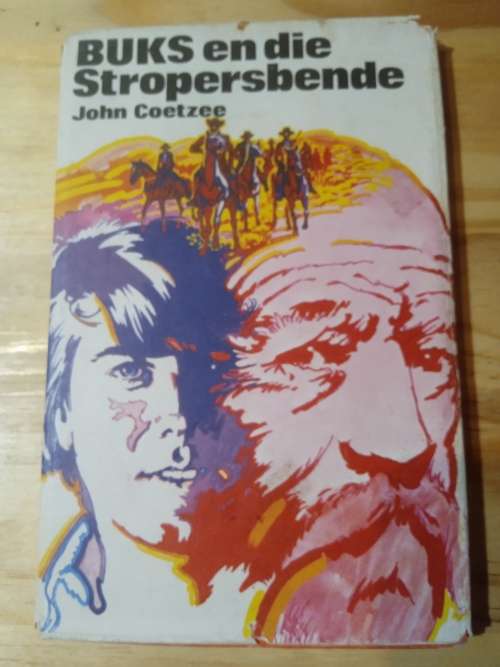 BUKS en die
Stropersbende
John Coetzee